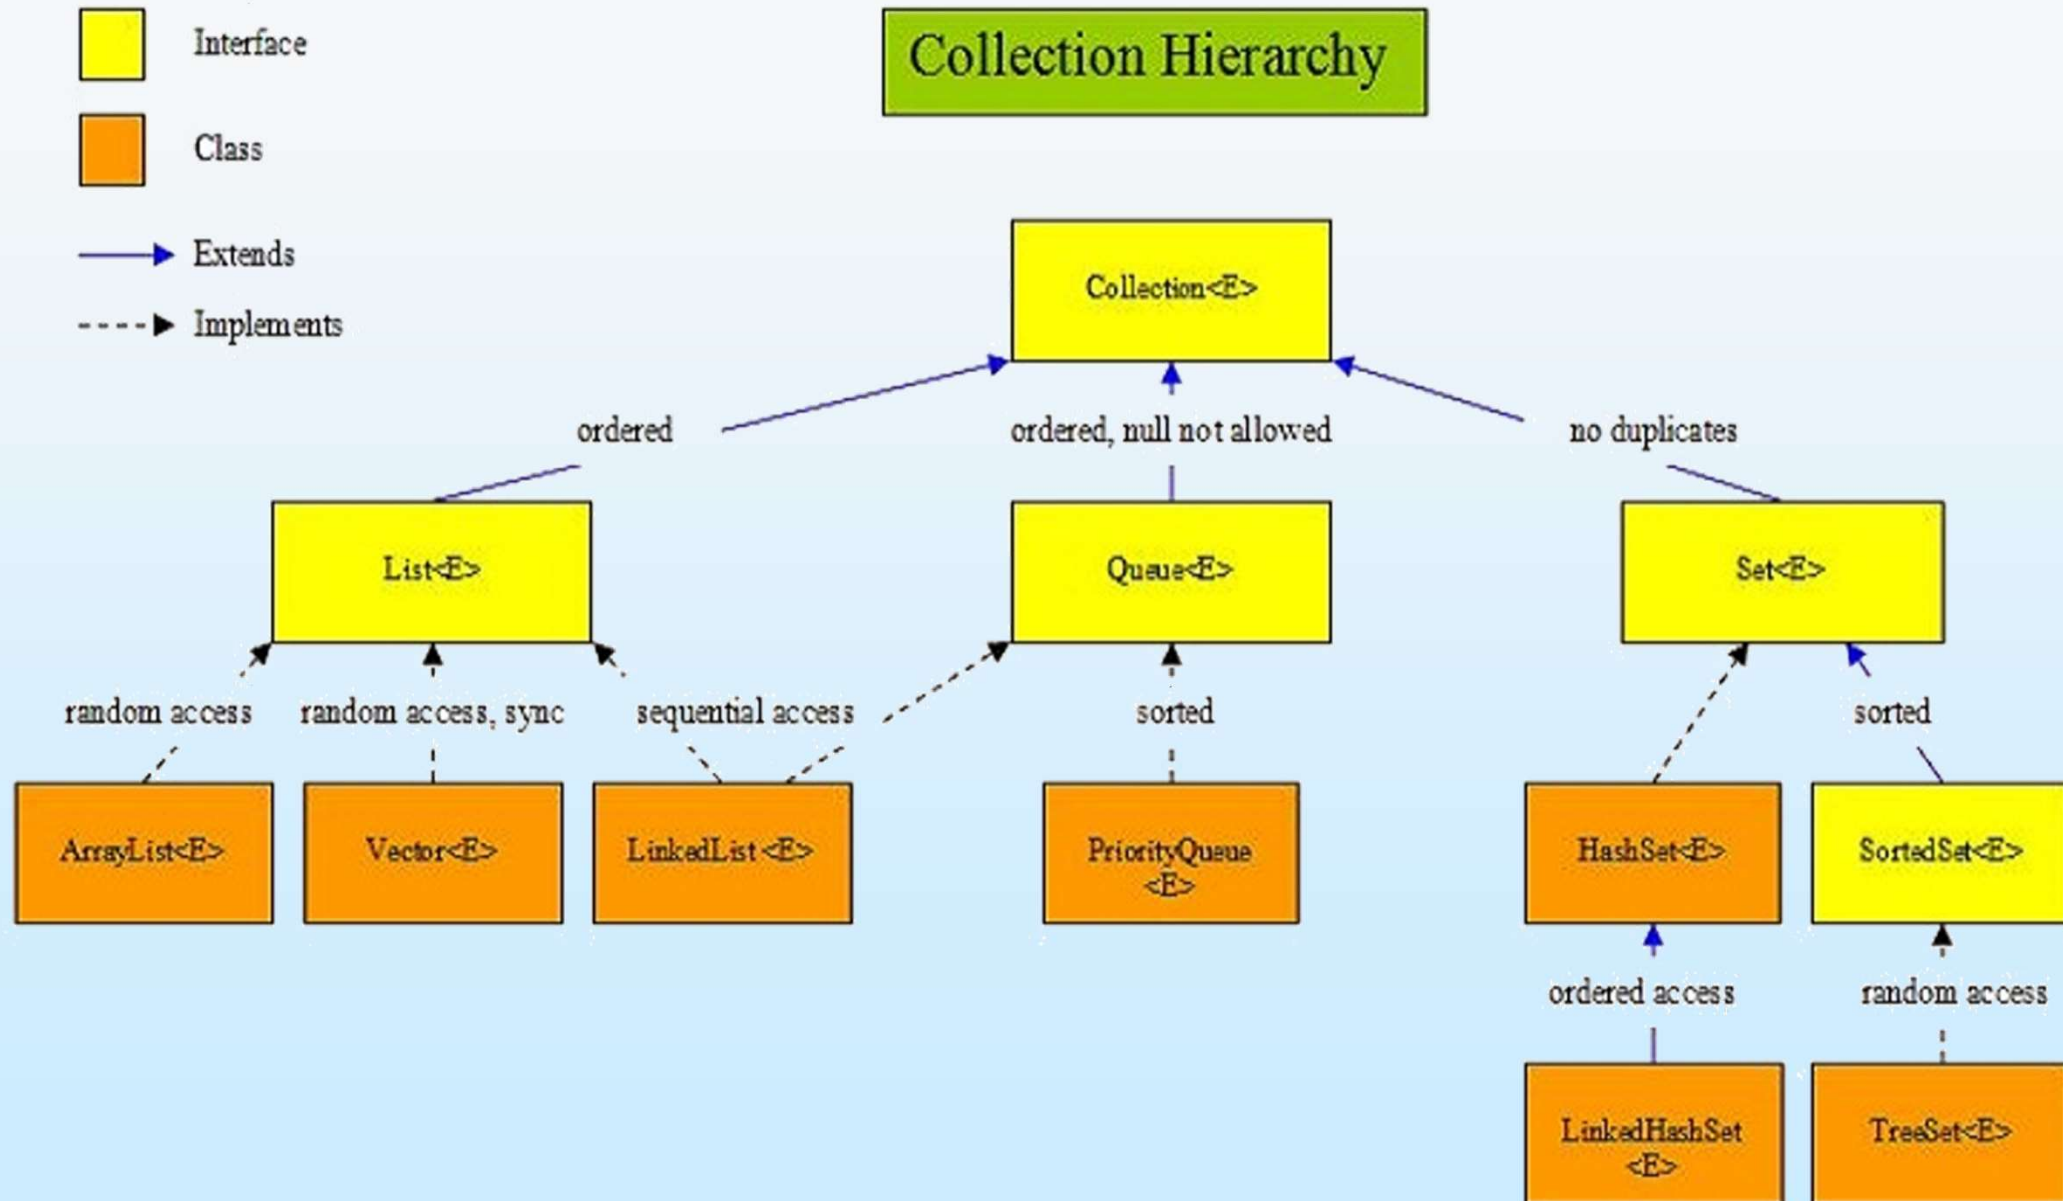 Interface
Collection Hierarchy
Class
Extends
Implements
Collection<E>
ordered
ordered, null not allowed
no duplicates
List<E>
Queue<E>
Set<E>
random access
random access, sync
sequential access
sorted
sorted
ArrayList<E>
Vector<E>
LinkedList <E>
PriorityQueue
<E>
HashSet<E>
SortedSet<E>
ordered access
random access
LinkedHashSet
<E>
TreeSet<E>